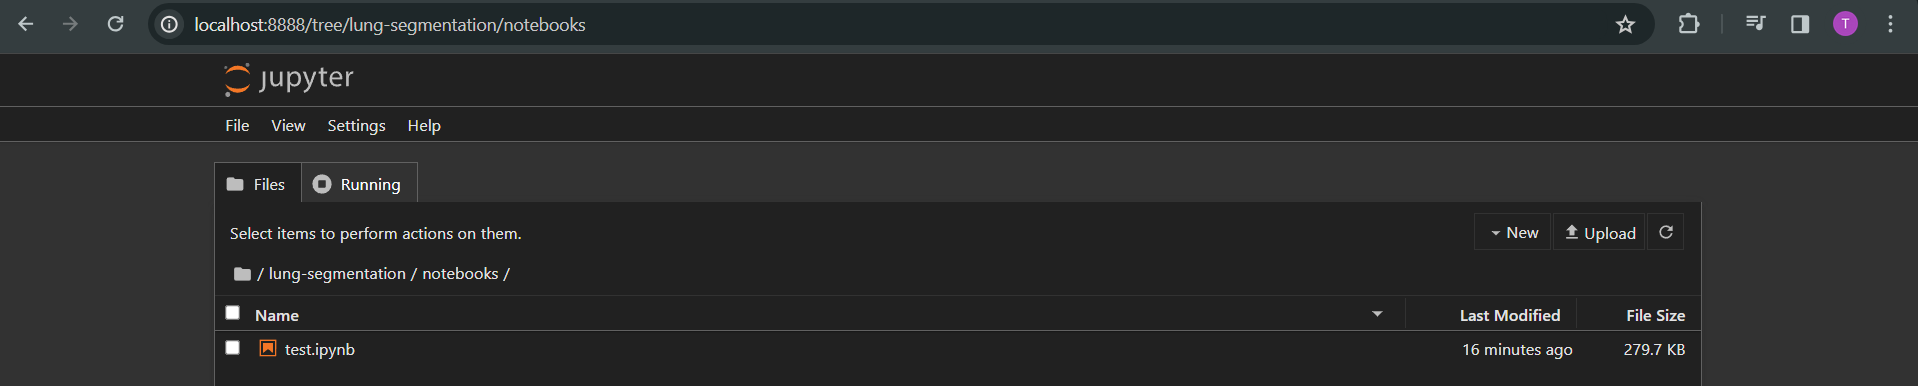 localhost:8888/tree/lung-segmentation/notebooks
T
jupyter
File View Settings Help
Files Running
Select items to perform actions on them.
New Upload
/ lung-segmentation / notebooks /
Name Last Modified File Size
test.ipynb 16 minutes ago 279.7 KB